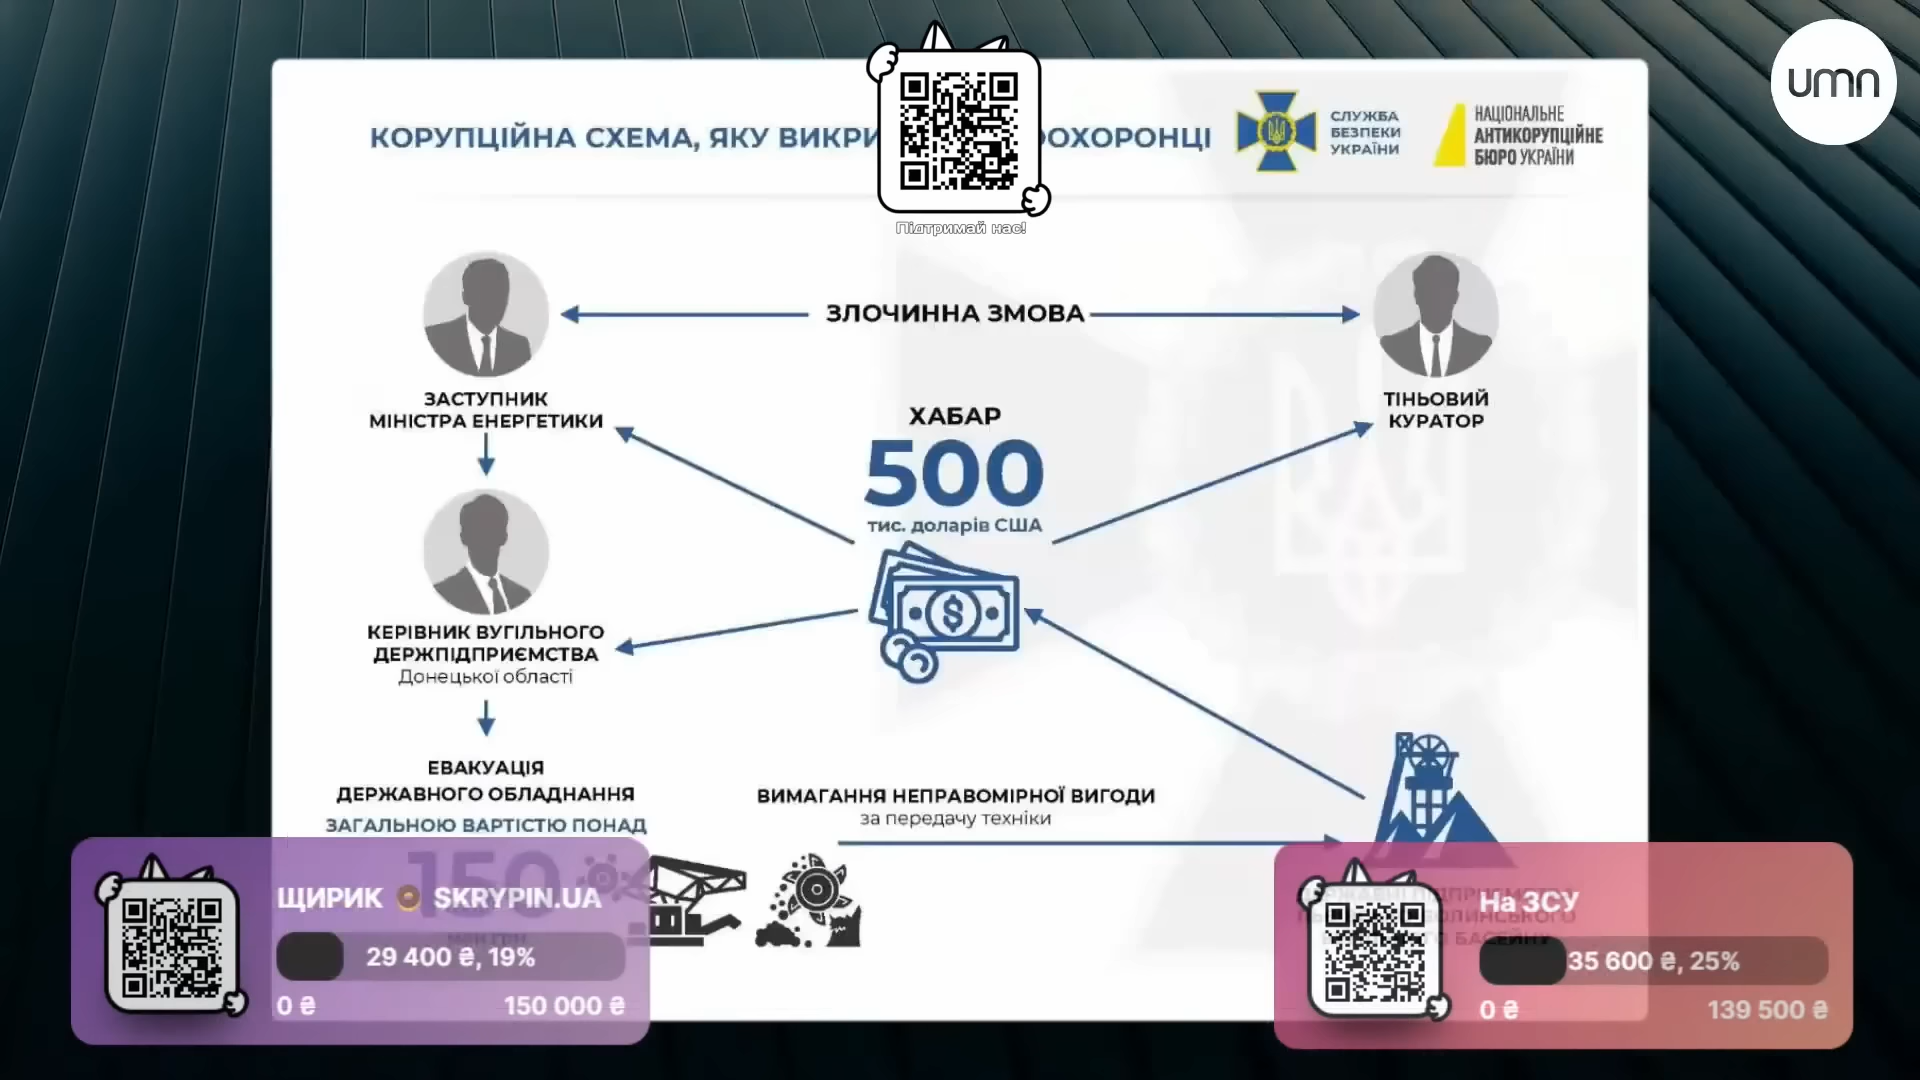 umn
КОРУПЦІЙНА СХЕМА, ЯКУ ВИКРИ ОХОРОНЦІ
СЛУЖБА
БЕЗПЕКИ
УКРАЇНИ
НАЦІОНАЛЬНЕ
АНТИКОРУПЦІЙНЕ
БЮРО УКРАЇНИ
Підтримай нас!
ЗЛОЧИННА ЗМОВА
ЗАСТУПНИК
МІНІСТРА ЕНЕРГЕТИКИ
ТІНЬОВИЙ
КУРАТОР
ХАБАР
500
тис. доларів США
КЕРІВНИК ВУГІЛЬНОГО
ДЕРЖПІДПРИЄМСТВА
Донецької області
ЕВАКУАЦІЯ
ДЕРЖАВНОГО ОБЛАДНАННЯ
ЗАГАЛЬНОЮ ВАРТІСТЮ ПОНАД
150
млн грн
ВИМАГАННЯ НЕПРАВОМІРНОЇ ВИГОДИ
за передачу техніки
ЩИРИК SKRYPIN.UA
29 400 ₴, 19%
0 ₴ 150 000 ₴
На ЗСУ
35 600 ₴, 25%
0 ₴ 139 500 ₴